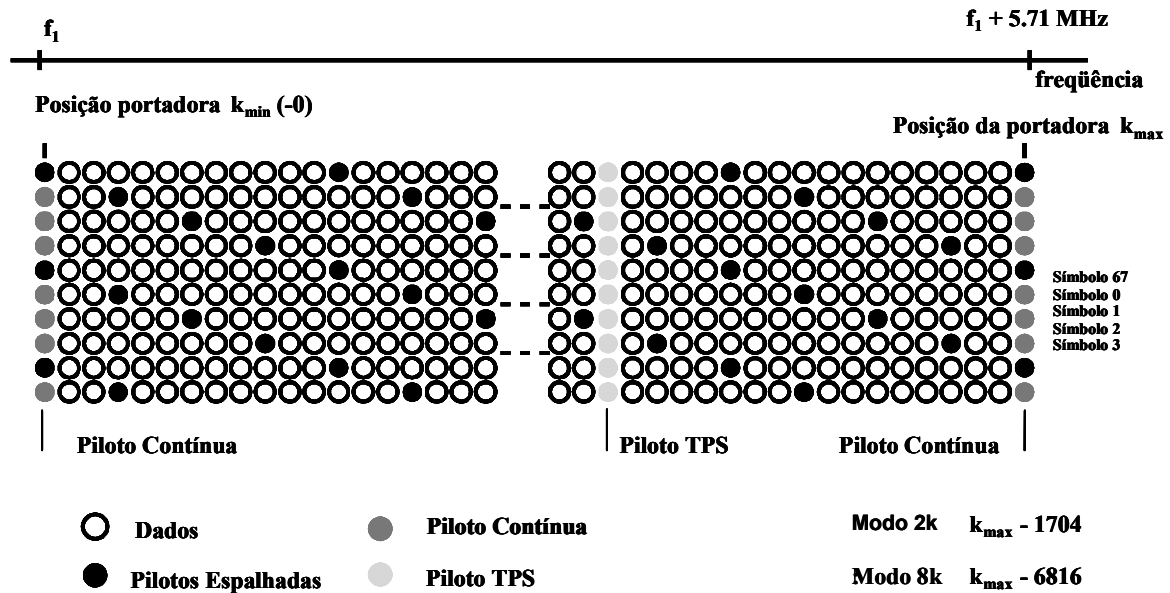 f1
f1 + 5.71 MHz
freqüência
Posição portadora kmin (-0)
Posição da portadora kmax
Símbolo 67
Símbolo 0
Símbolo 1
Símbolo 2
Símbolo 3
Piloto Contínua
Piloto TPS
Piloto Contínua
Dados
Piloto Contínua
Modo 2k kmax - 1704
Pilotos Espalhadas
Piloto TPS
Modo 8k kmax - 6816